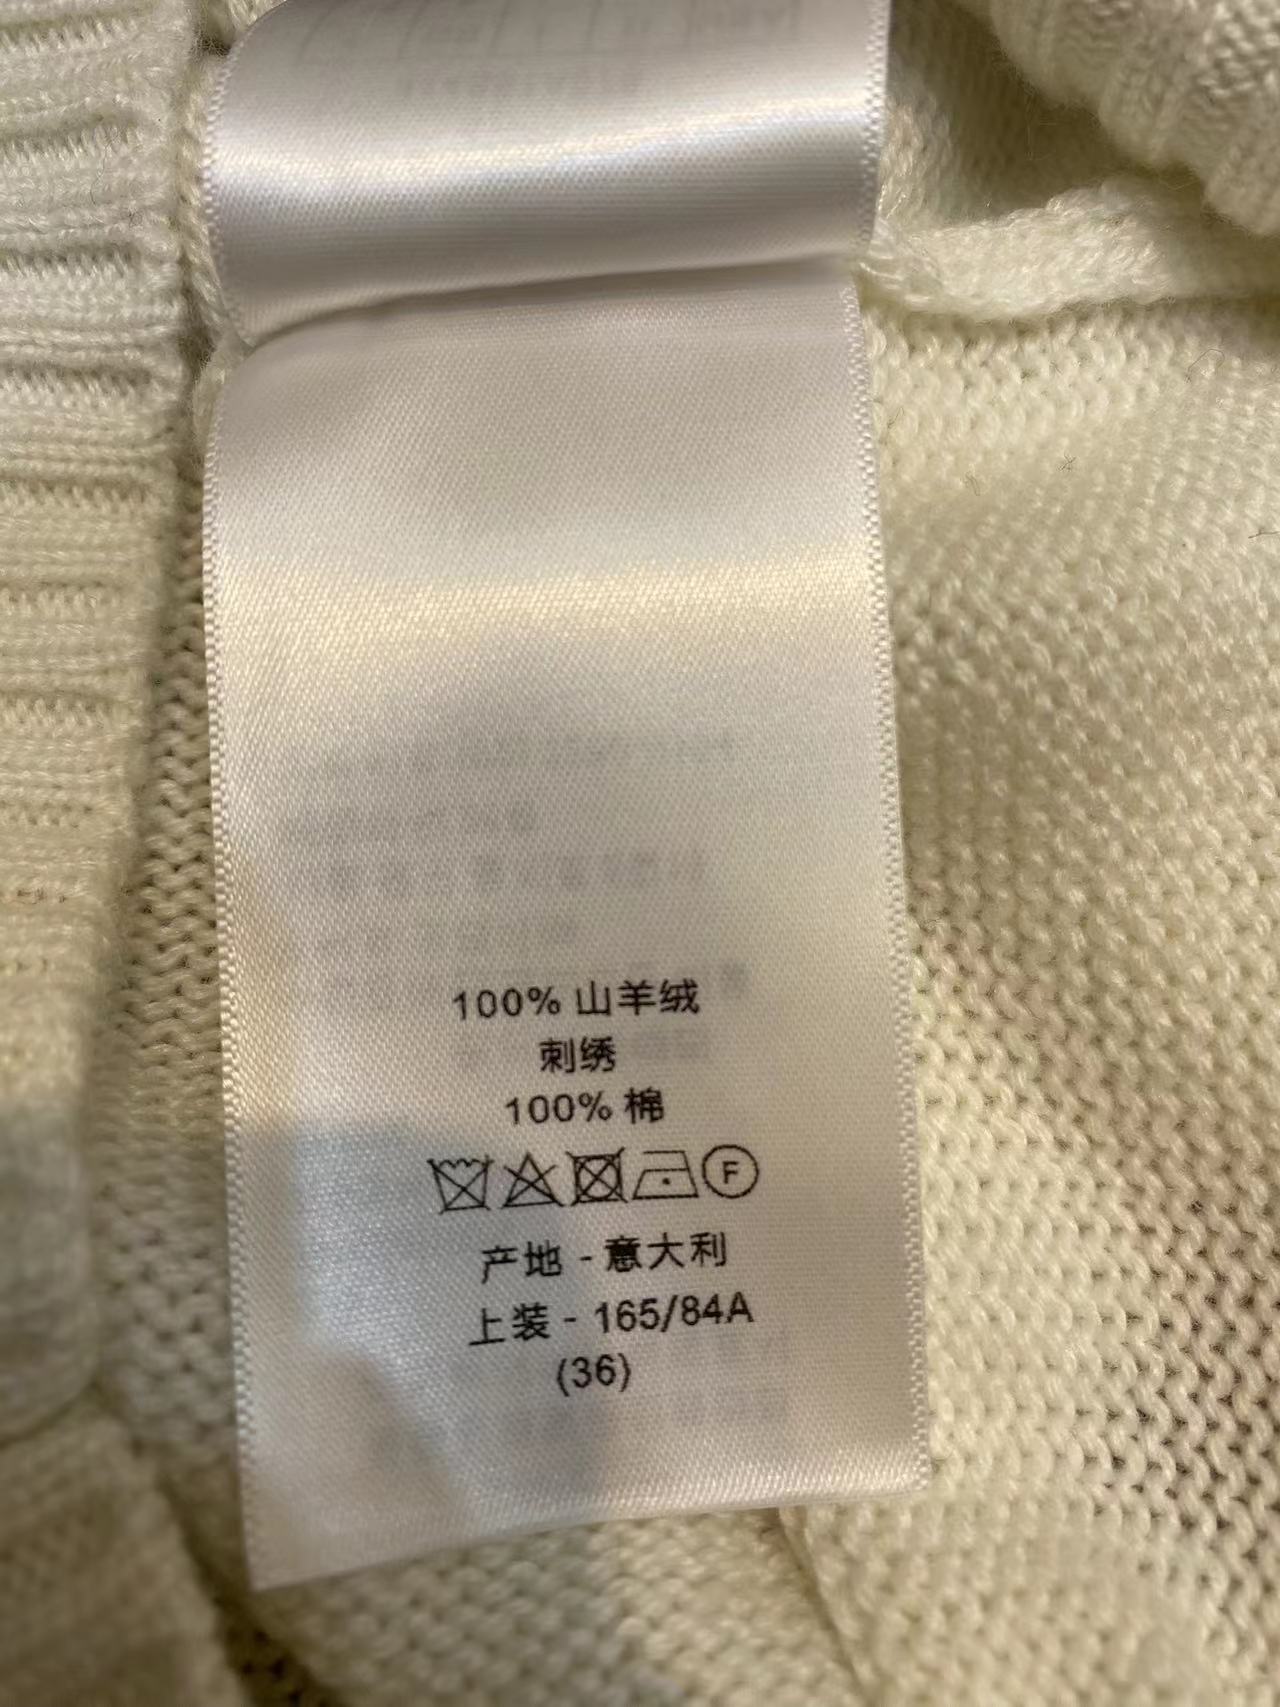 100% 山羊绒
刺绣
100% 棉
F
产地 - 意大利
上装 - 165/84A
(36)